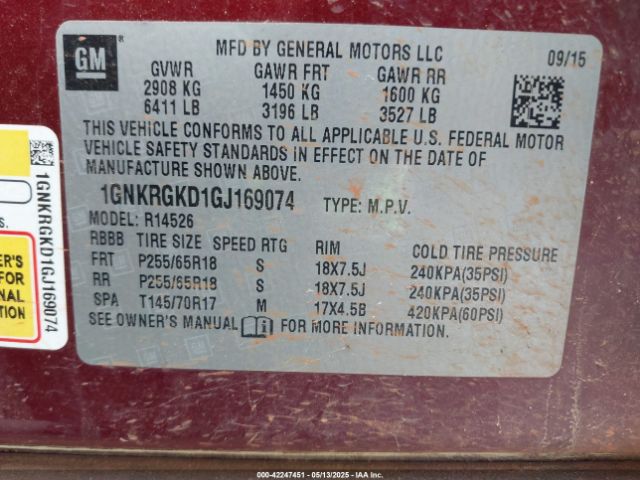 GM
MFD BY GENERAL MOTORS LLC
09/15
GVWR GAWR FRT GAWR RR
2908 KG 1450 KG 1600 KG
6411 LB 3196 LB 3527 LB
THIS VEHICLE CONFORMS TO ALL APPLICABLE U.S. FEDERAL MOTOR
VEHICLE SAFETY STANDARDS IN EFFECT ON THE DATE OF
MANUFACTURE SHOWN ABOVE.
1GNKRGKD1GJ169074 TYPE: M.P.V.
MODEL: R14526
RBBB TIRE SIZE SPEED RTG RIM COLD TIRE PRESSURE
FRT P255/65R18 S 18X7.5J 240KPA(35PSI)
RR P255/65R18 S 18X7.5J 240KPA(35PSI)
SPA T145/70R17 M 17X4.5B 420KPA(60PSI)
SEE OWNER'S MANUAL FOR MORE INFORMATION.
1GNKRGKD1GJ169074
ER'S
FOR
NAL
ION
000-42247451 - 05/13/2025 - IAA Inc.